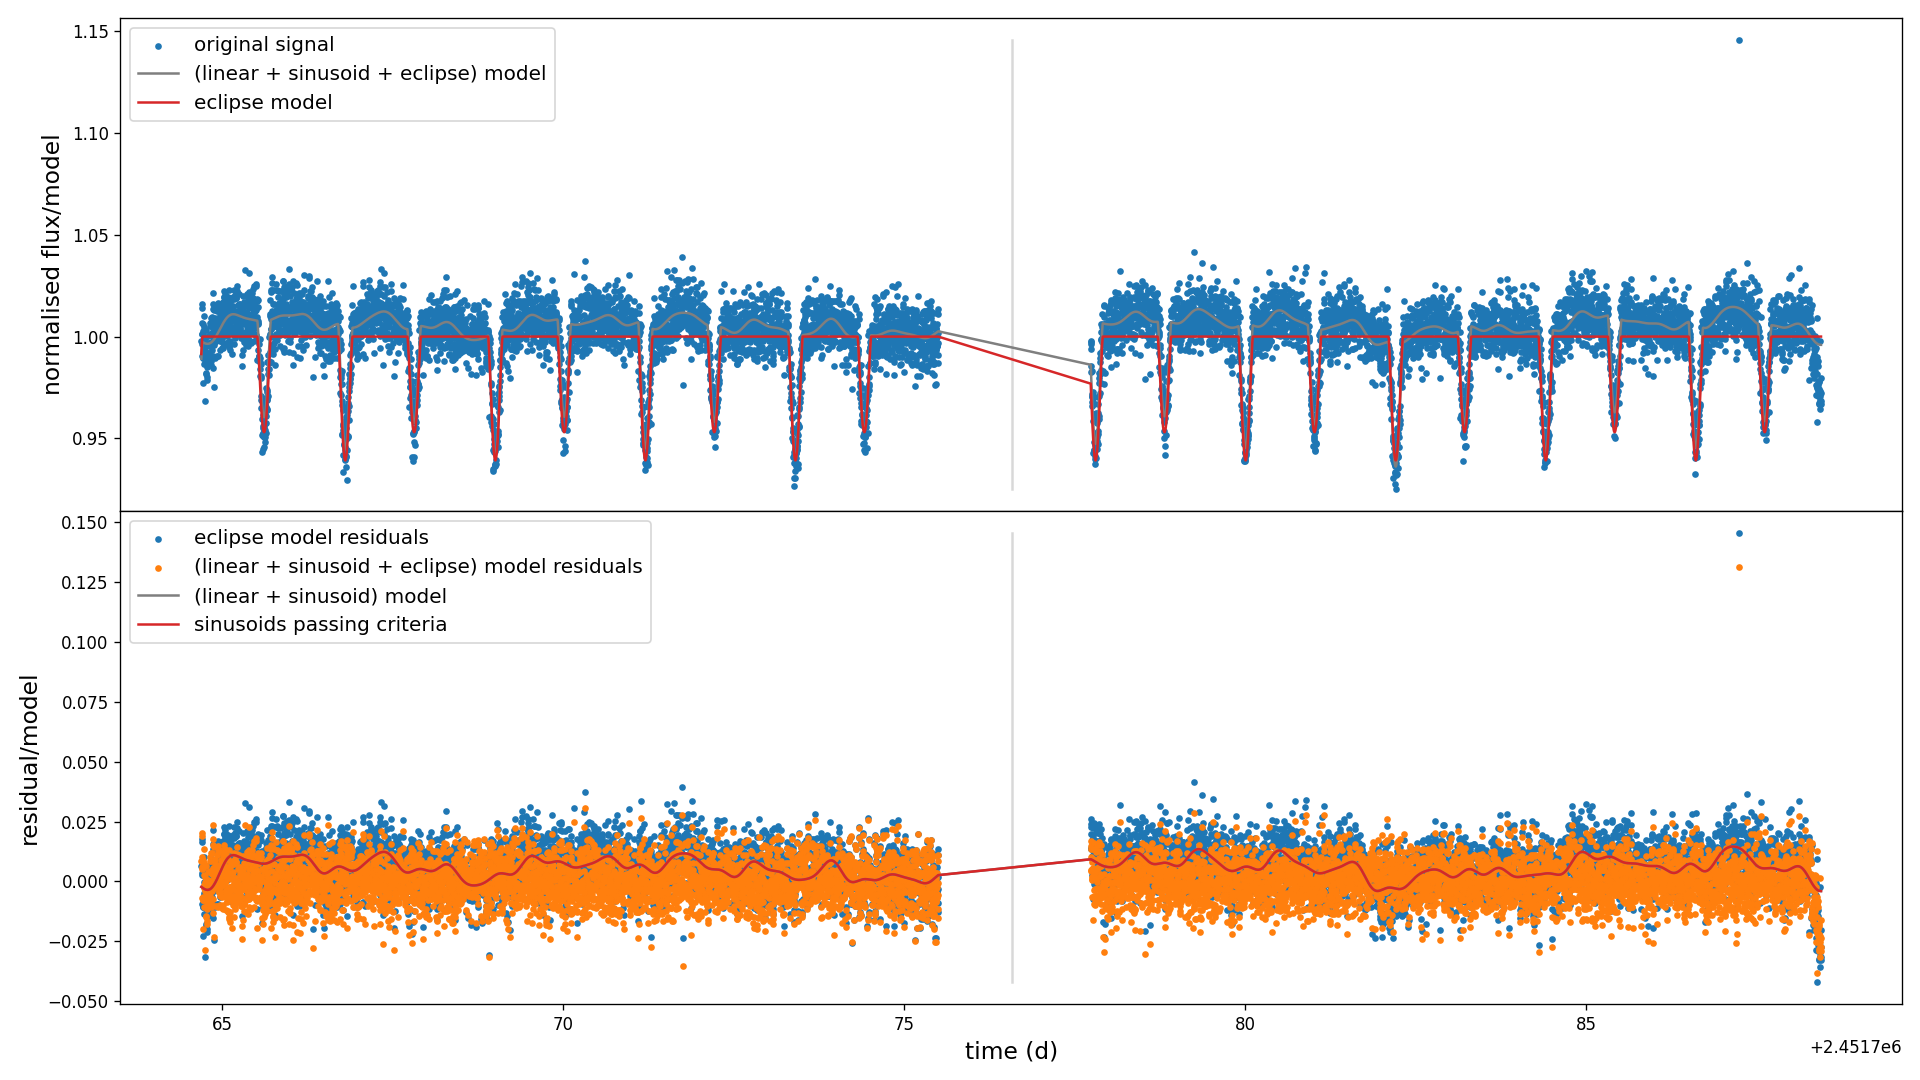 original signal
(linear + sinusoid + eclipse) model
eclipse model
1.15
1.10
1.05
1.00
0.95
normalised flux/model
eclipse model residuals
(linear + sinusoid + eclipse) model residuals
(linear + sinusoid) model
sinusoids passing criteria
0.150
0.125
0.100
0.075
0.050
0.025
0.000
−0.025
−0.050
residual/model
65 70 75 80 85
time (d)
+2.4517e6